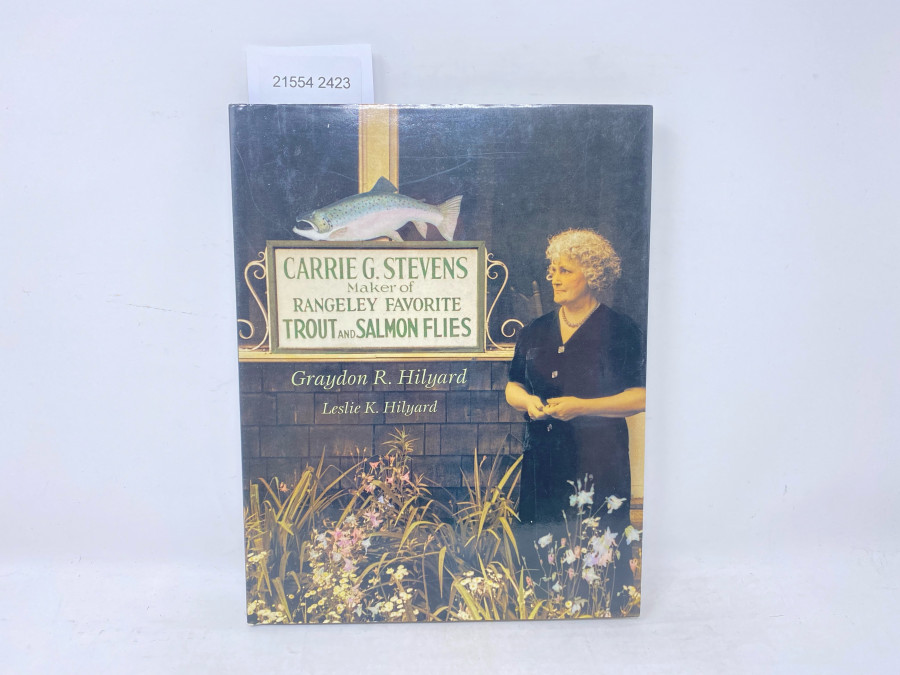 21554 2423
CARRIE G. STEVENS
Maker of
RANGELEY FAVORITE
TROUT AND SALMON FLIES
Graydon R. Hilyard
Leslie K. Hilyard